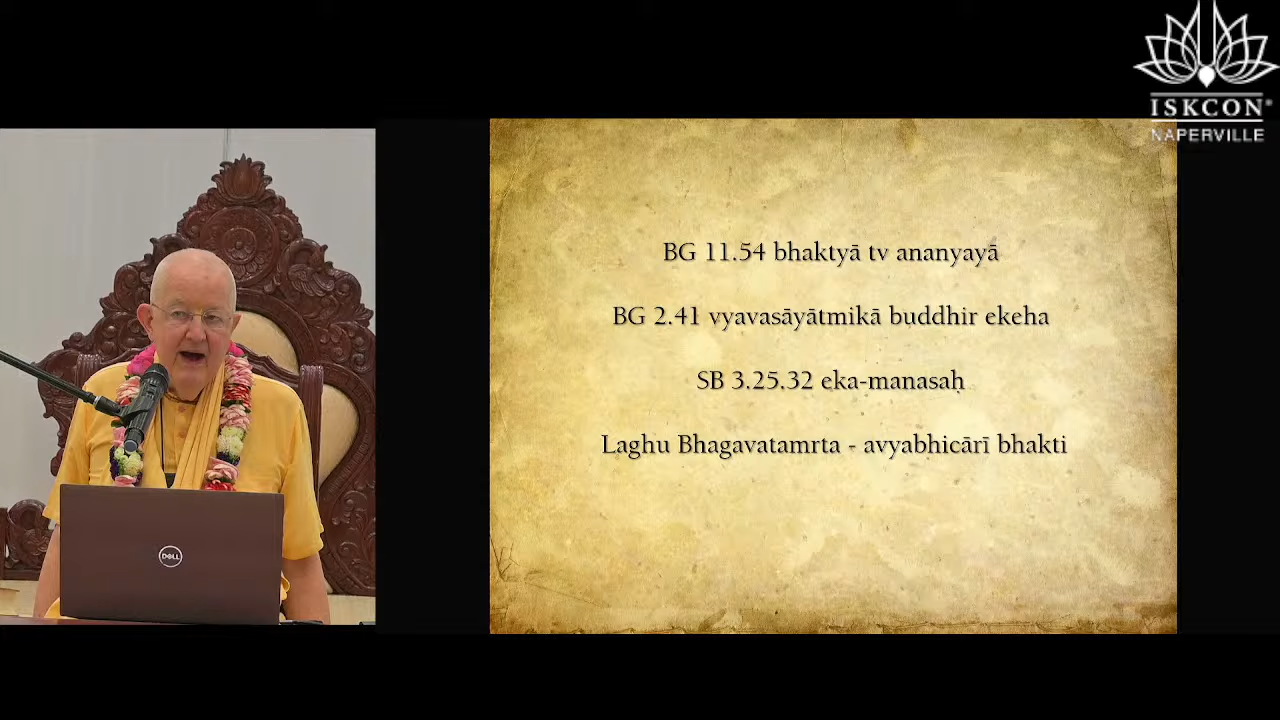 ISKCON®
NAPERVILLE
BG 11.54 bhaktyā tv ananyayā
BG 2.41 vyavasāyātmikā buddhir ekeha
SB 3.25.32 eka-manasaḥ
Laghu Bhagavatamrta - avyabhicārī bhakti
DELL